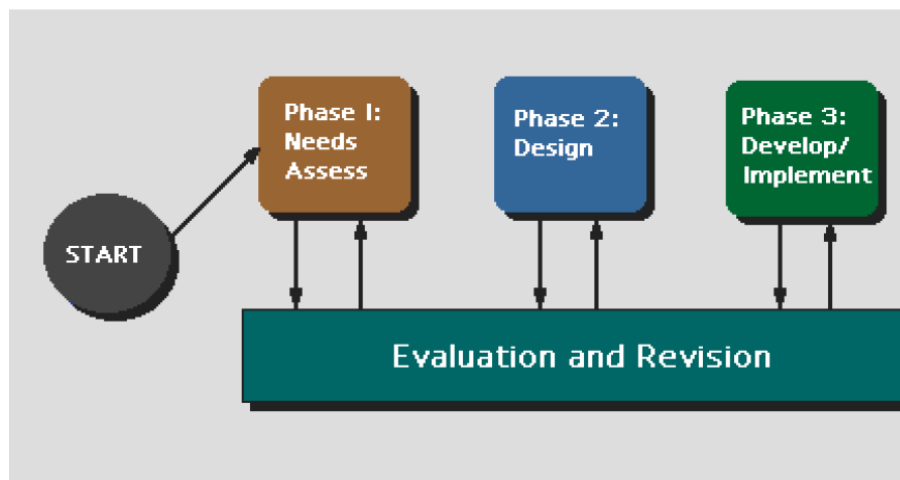 Phase 1:
Needs
Assess
Phase 2:
Design
Phase 3:
Develop/
Implement
START
Evaluation and Revision